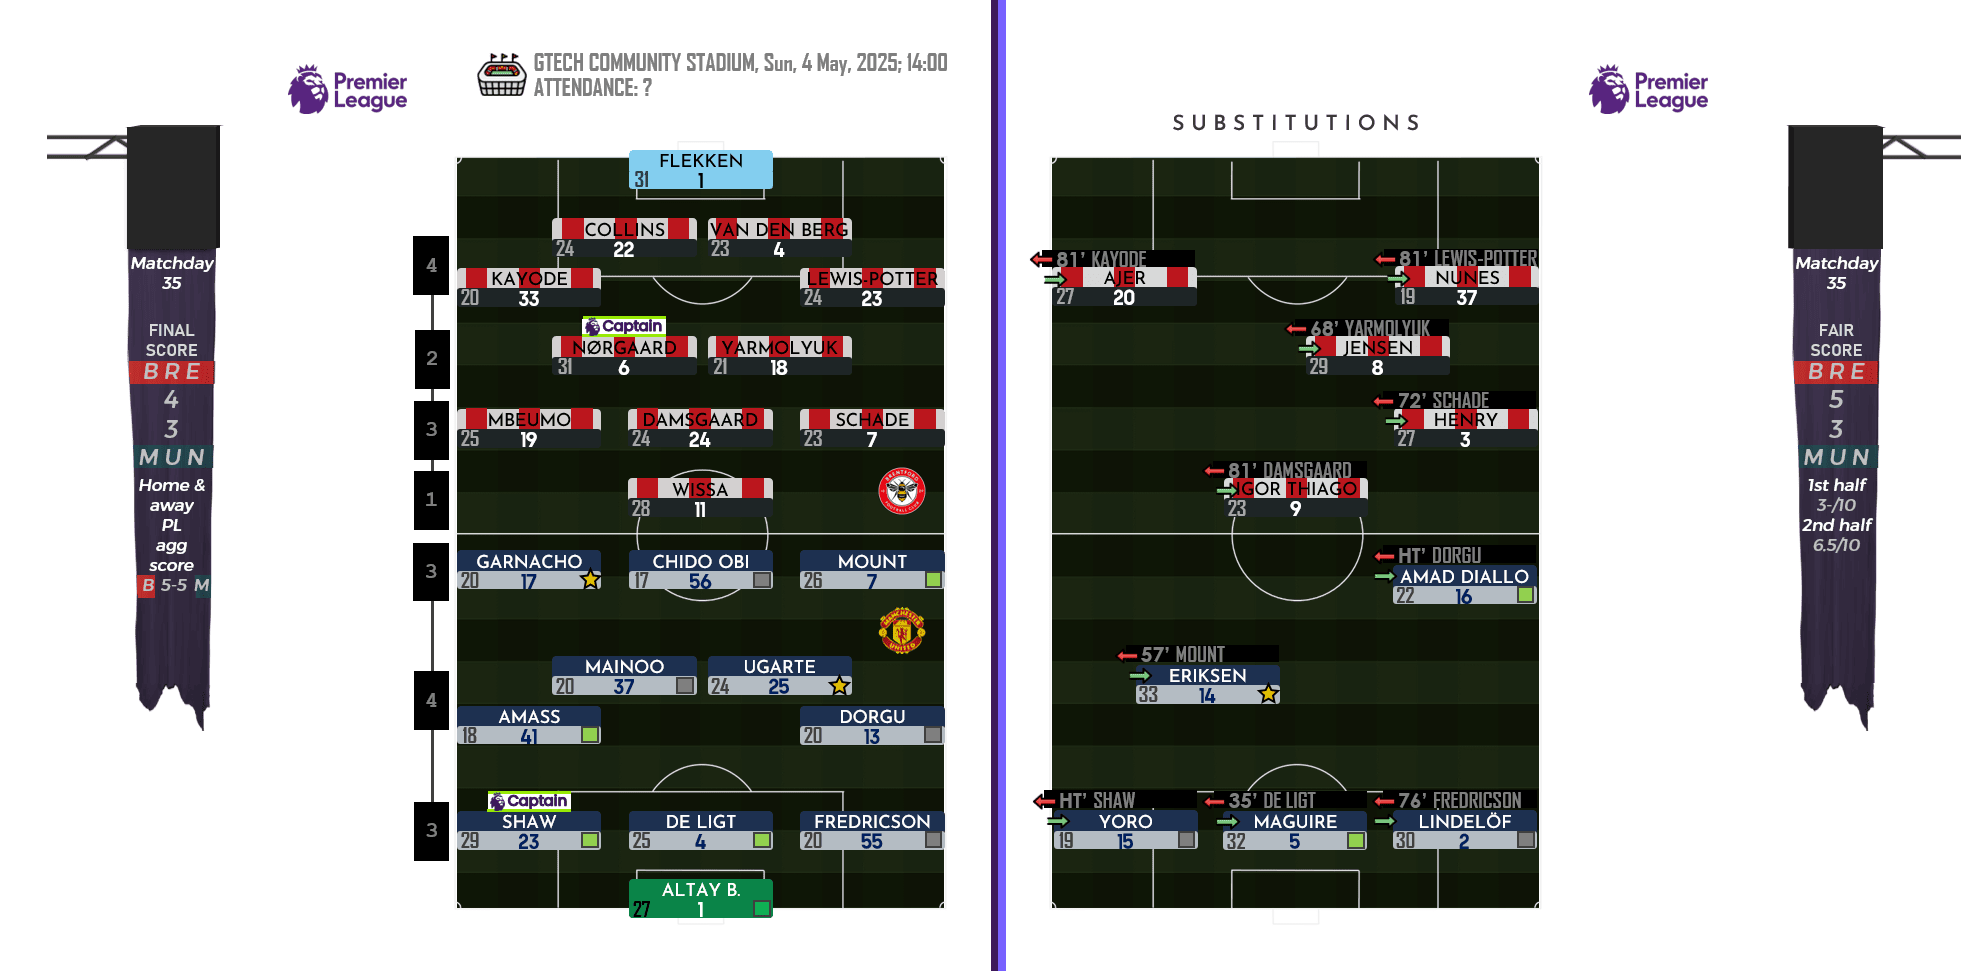 Premier
League
GTECH COMMUNITY STADIUM, Sun, 4 May, 2025; 14:00
ATTENDANCE: ?
Matchday
35
FINAL
SCORE
BRE
4
3
MUN
Home &
away
PL
agg
score
B 5-5 M
4
2
3
1
3
4
3
FLEKKEN
31 1
COLLINS
24 22
VAN DEN BERG
23 4
KAYODE
20 33
LEWIS-POTTER
24 23
Captain
NØRGAARD
31 6
YARMOLYUK
21 18
MBEUMO
25 19
DAMSGAARD
24 24
SCHADE
23 7
WISSA
28 11
BRENTFORD
FOOTBALL CLUB
GARNACHO
20 17
CHIDO OBI
17 56
MOUNT
26 7
MANCHESTER
UNITED
MAINOO
20 37
UGARTE
24 25
AMASS
18 41
DORGU
20 13
Captain
SHAW
29 23
DE LIGT
25 4
FREDRICSON
20 55
ALTAY B.
27 1
Premier
League
SUBSTITUTIONS
81’ KAYODE
AJER
27 20
81’ LEWIS-POTTER
NUNES
19 37
68’ YARMOLYUK
JENSEN
29 8
72’ SCHADE
HENRY
27 3
81’ DAMSGAARD
IGOR THIAGO
23 9
HT’ DORGU
AMAD DIALLO
22 16
57’ MOUNT
ERIKSEN
33 14
HT’ SHAW
YORO
19 15
35’ DE LIGT
MAGUIRE
32 5
76’ FREDRICSON
LINDELÖF
30 2
Matchday
35
FAIR
SCORE
BRE
5
3
MUN
1st half
3-/10
2nd half
6.5/10